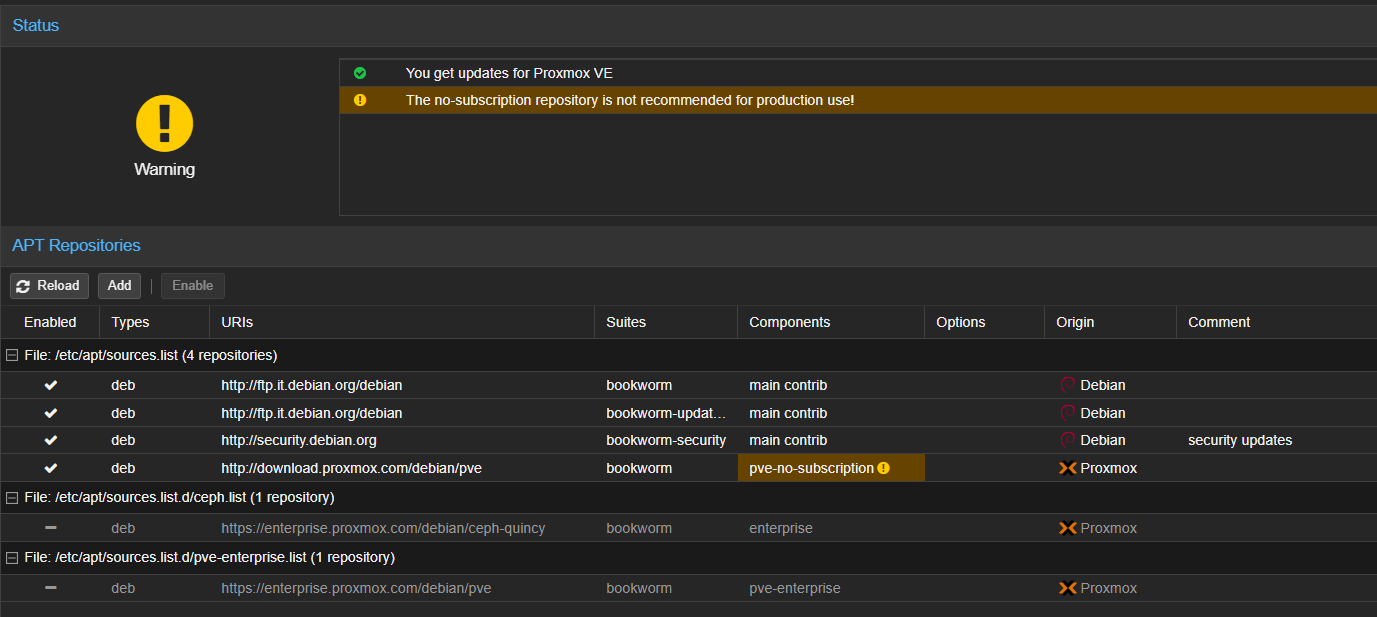 Status
You get updates for Proxmox VE
The no-subscription repository is not recommended for production use!
Warning
APT Repositories
Reload Add Enable
Enabled Types URIs Suites Components Options Origin Comment
File: /etc/apt/sources.list (4 repositories)
deb http://ftp.it.debian.org/debian bookworm main contrib Debian
deb http://ftp.it.debian.org/debian bookworm-updat... main contrib Debian
deb http://security.debian.org bookworm-security main contrib Debian security updates
deb http://download.proxmox.com/debian/pve bookworm pve-no-subscription Proxmox
File: /etc/apt/sources.list.d/ceph.list (1 repository)
deb https://enterprise.proxmox.com/debian/ceph-quincy bookworm enterprise Proxmox
File: /etc/apt/sources.list.d/pve-enterprise.list (1 repository)
deb https://enterprise.proxmox.com/debian/pve bookworm pve-enterprise Proxmox